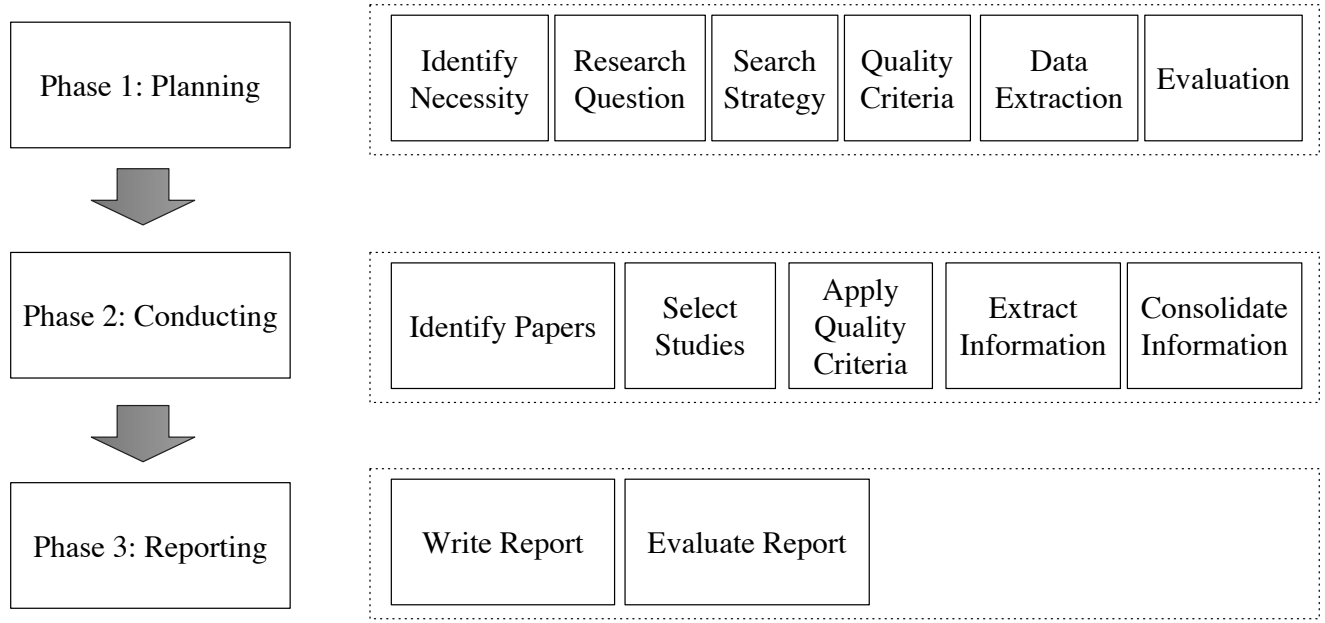 Phase 1: Planning
Identify
Necessity
Research
Question
Search
Strategy
Quality
Criteria
Data
Extraction
Evaluation
Phase 2: Conducting
Identify Papers
Select
Studies
Apply
Quality
Criteria
Extract
Information
Consolidate
Information
Phase 3: Reporting
Write Report
Evaluate Report